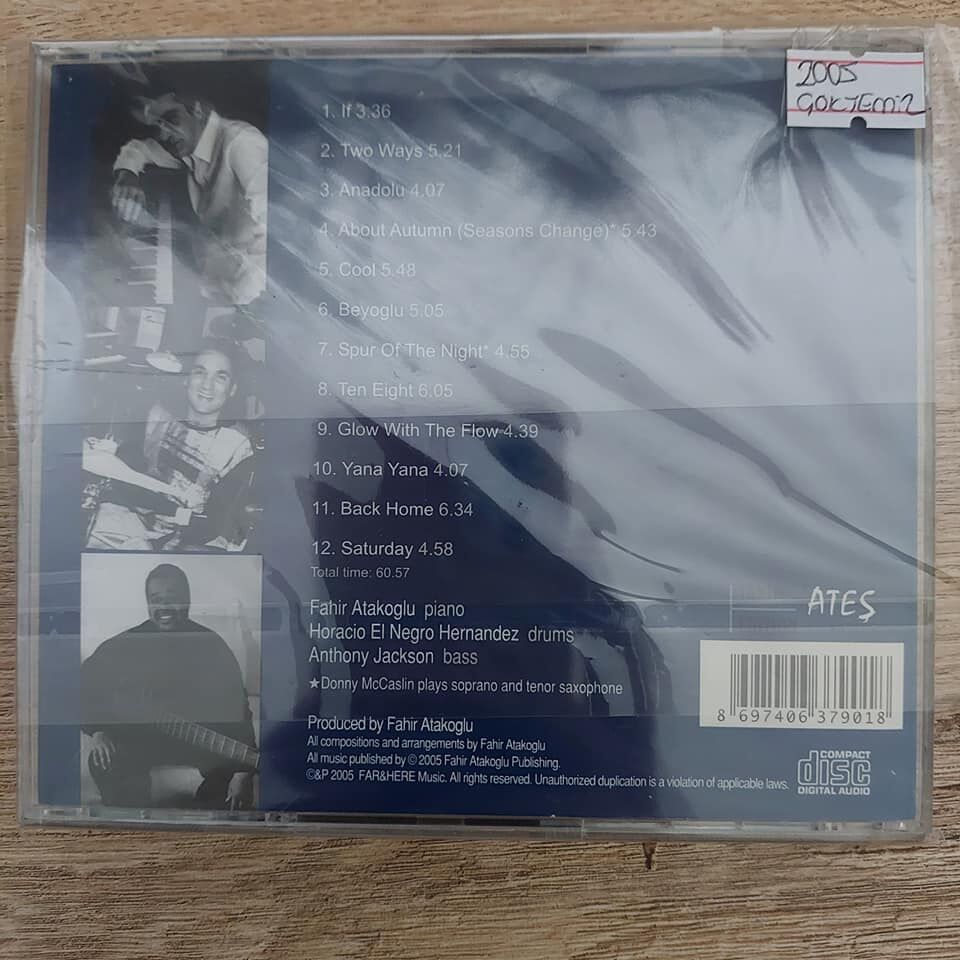 2005
GÖKTEMİZ
1. If 3.36
2. Two Ways 5.21
3. Anadolu 4.07
4. About Autumn (Seasons Change)* 5.43
5. Cool 5.48
6. Beyoglu 5.05
7. Spur Of The Night* 4.55
8. Ten Eight 6.05
9. Glow With The Flow 4.39
10. Yana Yana 4.07
11. Back Home 6.34
12. Saturday 4.58
Total time: 60.57
Fahir Atakoglu piano
Horacio El Negro Hernandez drums
Anthony Jackson bass
★Donny McCaslin plays soprano and tenor saxophone
Produced by Fahir Atakoglu
All compositions and arrangements by Fahir Atakoglu
All music published by © 2005 Fahir Atakoglu Publishing.
©&P 2005 FAR&HERE Music. All rights reserved. Unauthorized duplication is a violation of applicable laws.
ATEŞ
8 697406 379018
COMPACT
disc
DIGITAL AUDIO